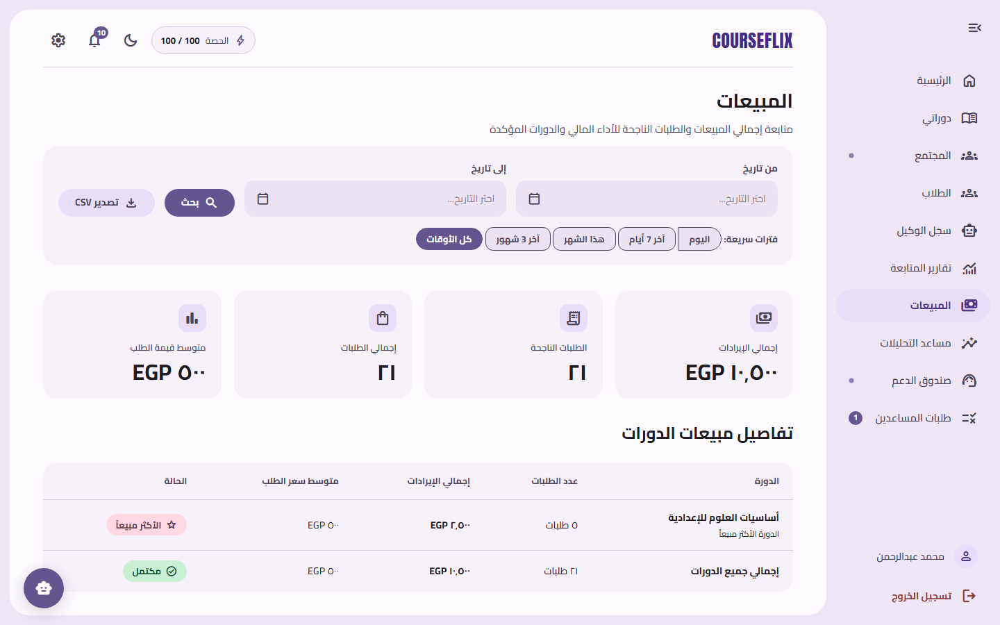 COURSEFLIX
الحصة 100 / 100
10
الرئيسية
دوراتي
المجتمع
الطلاب
سجل الوكيل
تقارير المتابعة
المبيعات
مساعد التحليلات
صندوق الدعم
طلبات المساعدين
1
محمد عبدالرحمن
تسجيل الخروج
المبيعات
متابعة إجمالي المبيعات والطلبات الناجحة للأداء المالي والدورات المؤكدة
من تاريخ
إلى تاريخ
اختر التاريخ...
اختر التاريخ...
بحث
تصدير CSV
فترات سريعة:
اليوم
آخر 7 أيام
هذا الشهر
آخر 3 شهور
كل الأوقات
إجمالي الإيرادات
١٠,٥٠٠ EGP
الطلبات الناجحة
٢١
إجمالي الطلبات
٢١
متوسط قيمة الطلب
٥٠٠ EGP
تفاصيل مبيعات الدورات
الدورة
عدد الطلبات
إجمالي الإيرادات
متوسط سعر الطلب
الحالة
أساسيات العلوم للإعدادية
الدورة الأكثر مبيعاً
٥ طلبات
٢,٥٠٠ EGP
٥٠٠ EGP
الأكثر مبيعاً
إجمالي جميع الدورات
٢١ طلبات
١٠,٥٠٠ EGP
٥٠٠ EGP
مكتمل